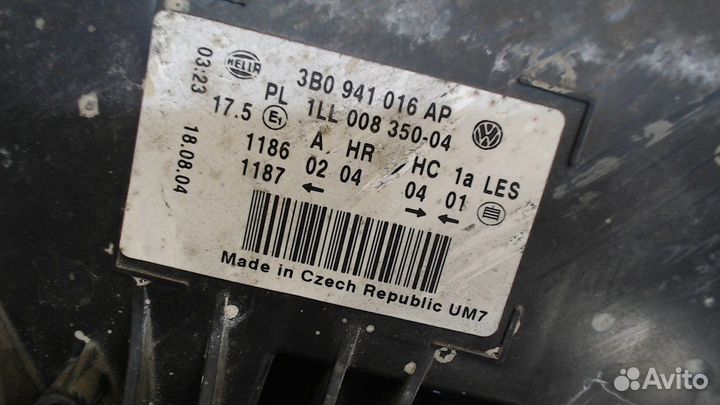 HELLA
3B0 941 016 AP
PL 1LL 008 350-04
17.5 E1
1186 A HR HC 1a LES
1187 02 04 04 01
← → ←
03:23
18.08.04
Made in Czech Republic UM7
Avito